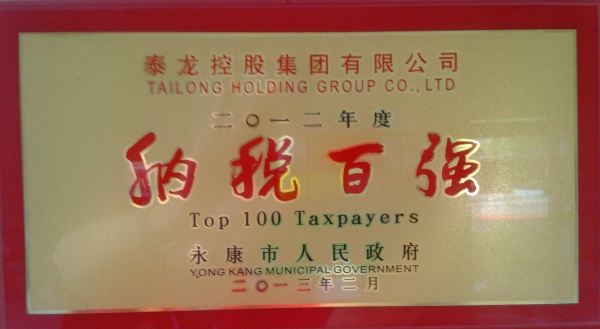 泰龙控股集团有限公司
TAILONG HOLDING GROUP CO.,LTD
二〇一二年度
纳税百强
Top 100 Taxpayers
永康市人民政府
YONG KANG MUNICIPAL GOVERNMENT
二〇一三年二月